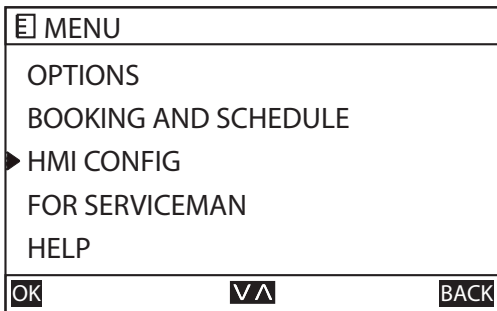 MENU
OPTIONS
BOOKING AND SCHEDULE
HMI CONFIG
FOR SERVICEMAN
HELP
OK BACK